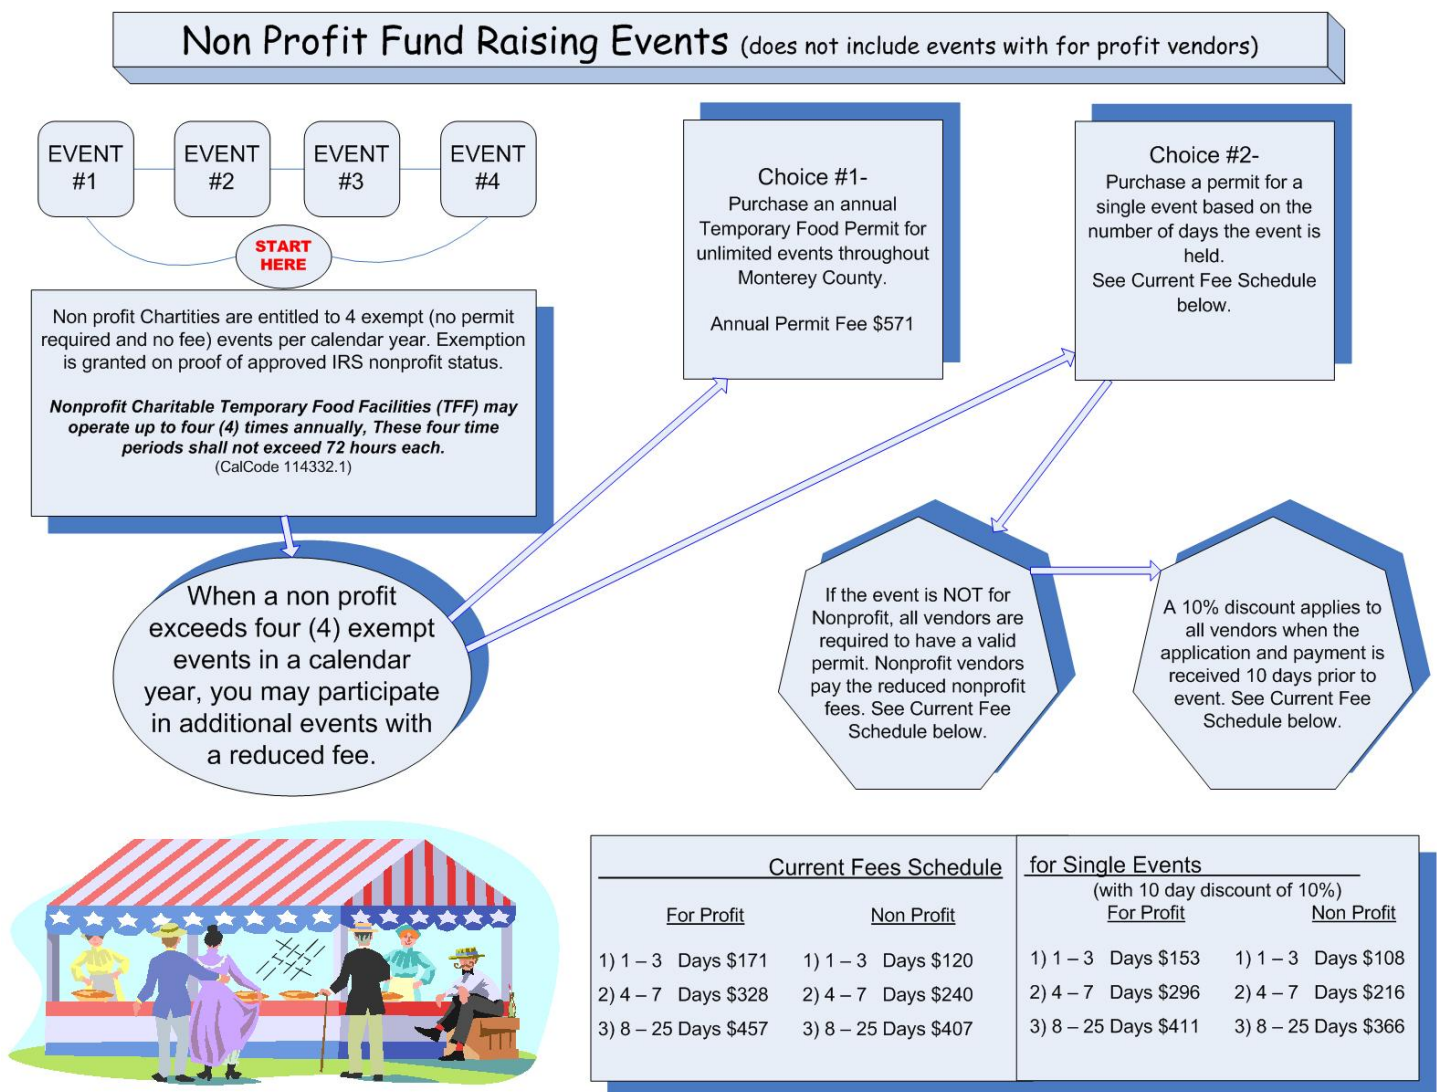 Non Profit Fund Raising Events (does not include events with for profit vendors)
EVENT
#1
EVENT
#2
EVENT
#3
EVENT
#4
START
HERE
Non profit Chartities are entitled to 4 exempt (no permit
required and no fee) events per calendar year. Exemption
is granted on proof of approved IRS nonprofit status.
Nonprofit Charitable Temporary Food Facilities (TFF) may
operate up to four (4) times annually, These four time
periods shall not exceed 72 hours each.
(CalCode 114332.1)
When a non profit
exceeds four (4) exempt
events in a calendar
year, you may participate
in additional events with
a reduced fee.
Choice #1-
Purchase an annual
Temporary Food Permit for
unlimited events throughout
Monterey County.
Annual Permit Fee $571
Choice #2-
Purchase a permit for a
single event based on the
number of days the event is
held.
See Current Fee Schedule
below.
If the event is NOT for
Nonprofit, all vendors are
required to have a valid
permit. Nonprofit vendors
pay the reduced nonprofit
fees. See Current Fee
Schedule below.
A 10% discount applies to
all vendors when the
application and payment is
received 10 days prior to
event. See Current Fee
Schedule below.
Current Fees Schedule
For Profit Non Profit
1) 1 – 3 Days $171 1) 1 – 3 Days $120
2) 4 – 7 Days $328 2) 4 – 7 Days $240
3) 8 – 25 Days $457 3) 8 – 25 Days $407
for Single Events
(with 10 day discount of 10%)
For Profit Non Profit
1) 1 – 3 Days $153 1) 1 – 3 Days $108
2) 4 – 7 Days $296 2) 4 – 7 Days $216
3) 8 – 25 Days $411 3) 8 – 25 Days $366